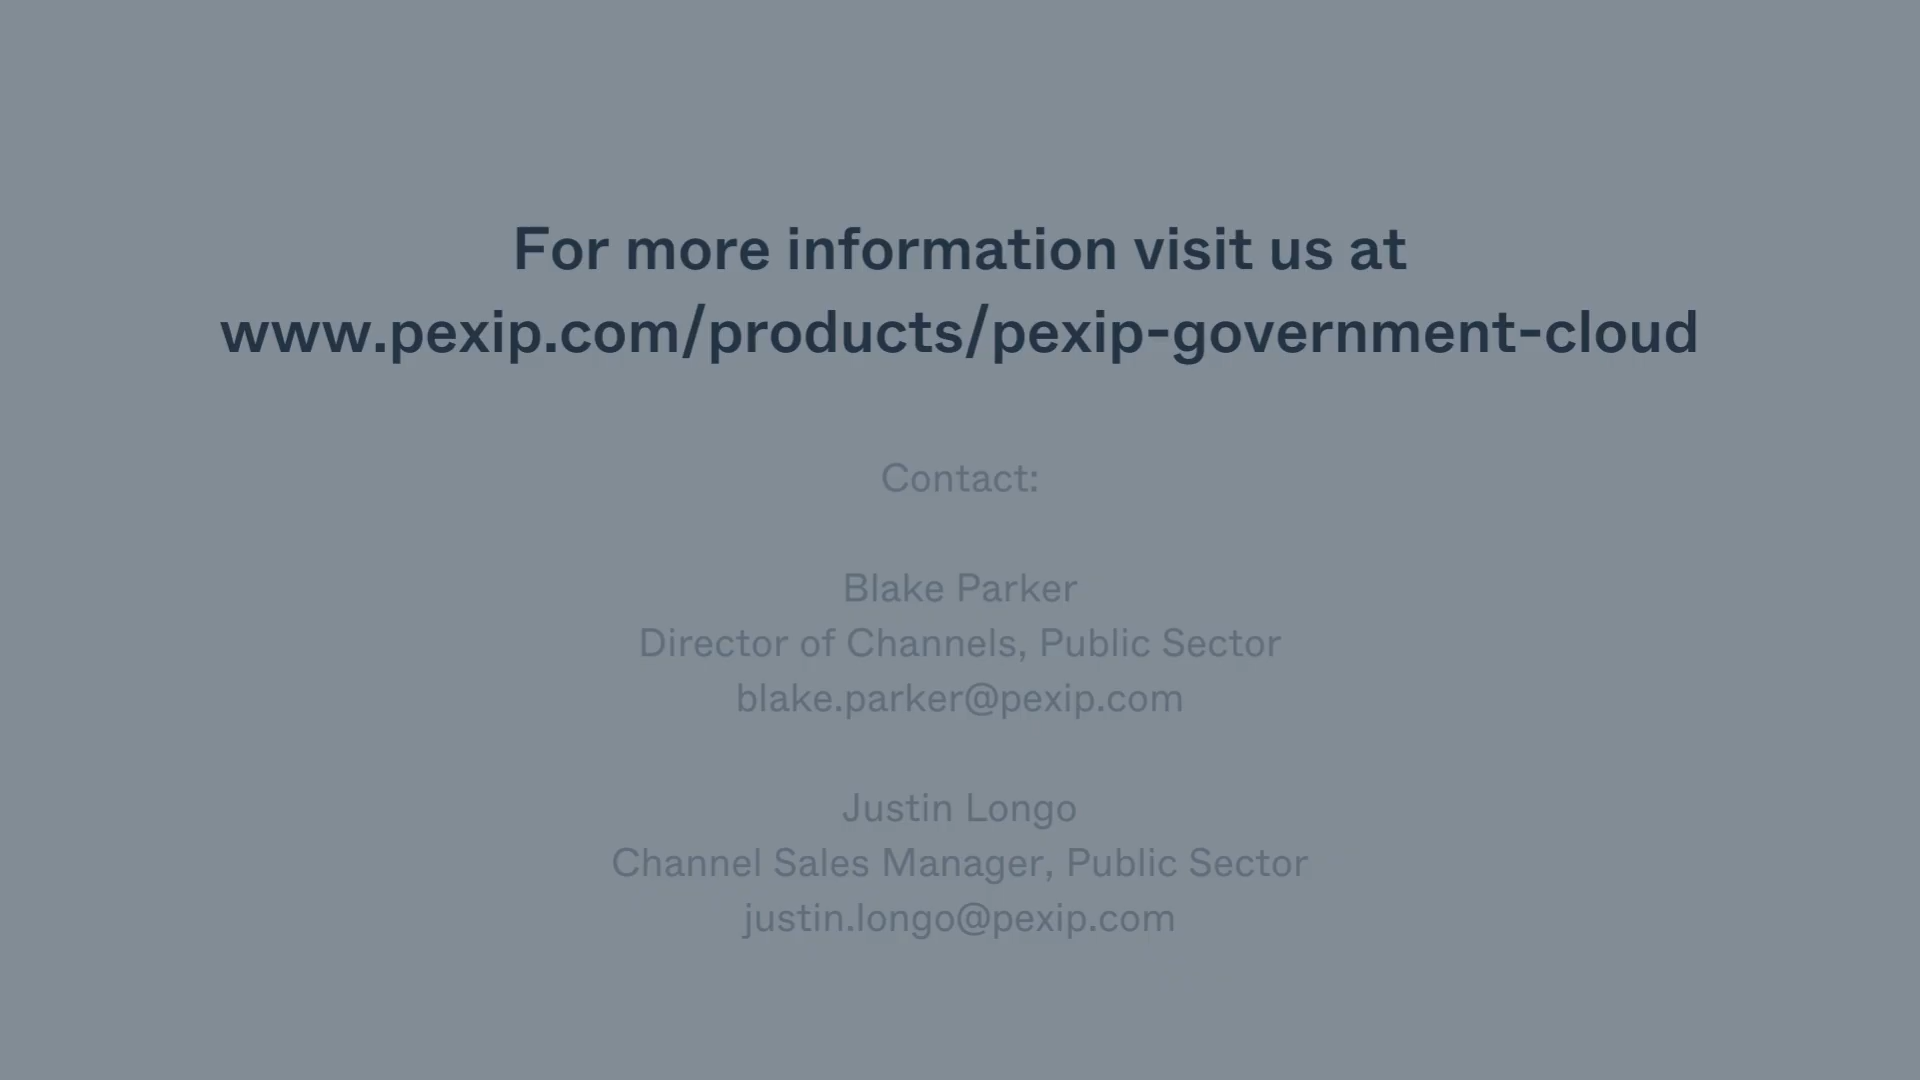 For more information visit us at
www.pexip.com/products/pexip-government-cloud
Contact:
Blake Parker
Director of Channels, Public Sector
blake.parker@pexip.com
Justin Longo
Channel Sales Manager, Public Sector
justin.longo@pexip.com